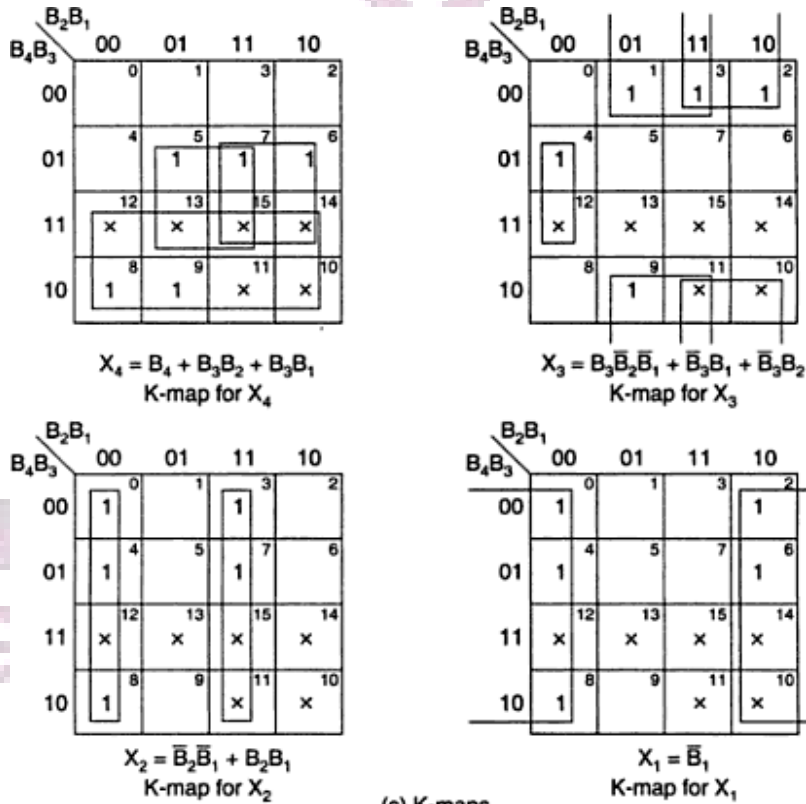 B₂B₁
B₄B₃ 00 01 11 10
0 1 3 2
00
4 5 7 6
01 1 1 1
12 13 15 14
11 × × × ×
8 9 11 10
10 1 1 × ×
X₄ = B₄ + B₃B₂ + B₃B₁
K-map for X₄
B₂B₁
B₄B₃ 00 01 11 10
0 1 3 2
00 1 1 1
4 5 7 6
01 1
12 13 15 14
11 × × × ×
8 9 11 10
10 1 × ×
X₃ = B₃B̅₂B̅₁ + B̅₃B₁ + B̅₃B₂
K-map for X₃
B₂B₁
B₄B₃ 00 01 11 10
0 1 3 2
00 1 1
4 5 7 6
01 1 1
12 13 15 14
11 × × × ×
8 9 11 10
10 1 × ×
X₂ = B̅₂B̅₁ + B₂B₁
K-map for X₂
B₂B₁
B₄B₃ 00 01 11 10
0 1 3 2
00 1 1
4 5 7 6
01 1 1
12 13 15 14
11 × × × ×
8 9 11 10
10 1 × ×
X₁ = B̅₁
K-map for X₁
(c) K-maps